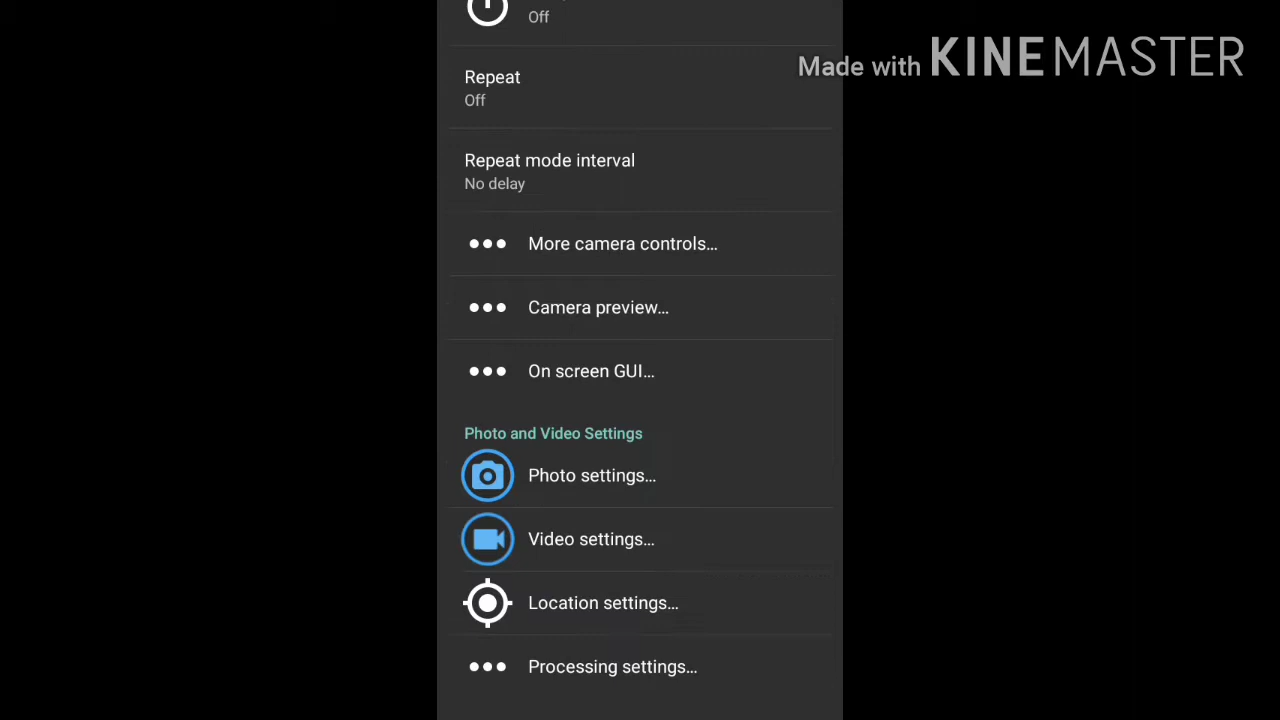 Off
Made with KINEMASTER
Repeat
Off
Repeat mode interval
No delay
More camera controls...
Camera preview...
On screen GUI...
Photo and Video Settings
Photo settings...
Video settings...
Location settings...
Processing settings...